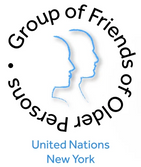 Group of Friends of Older Persons •
United Nations
New York